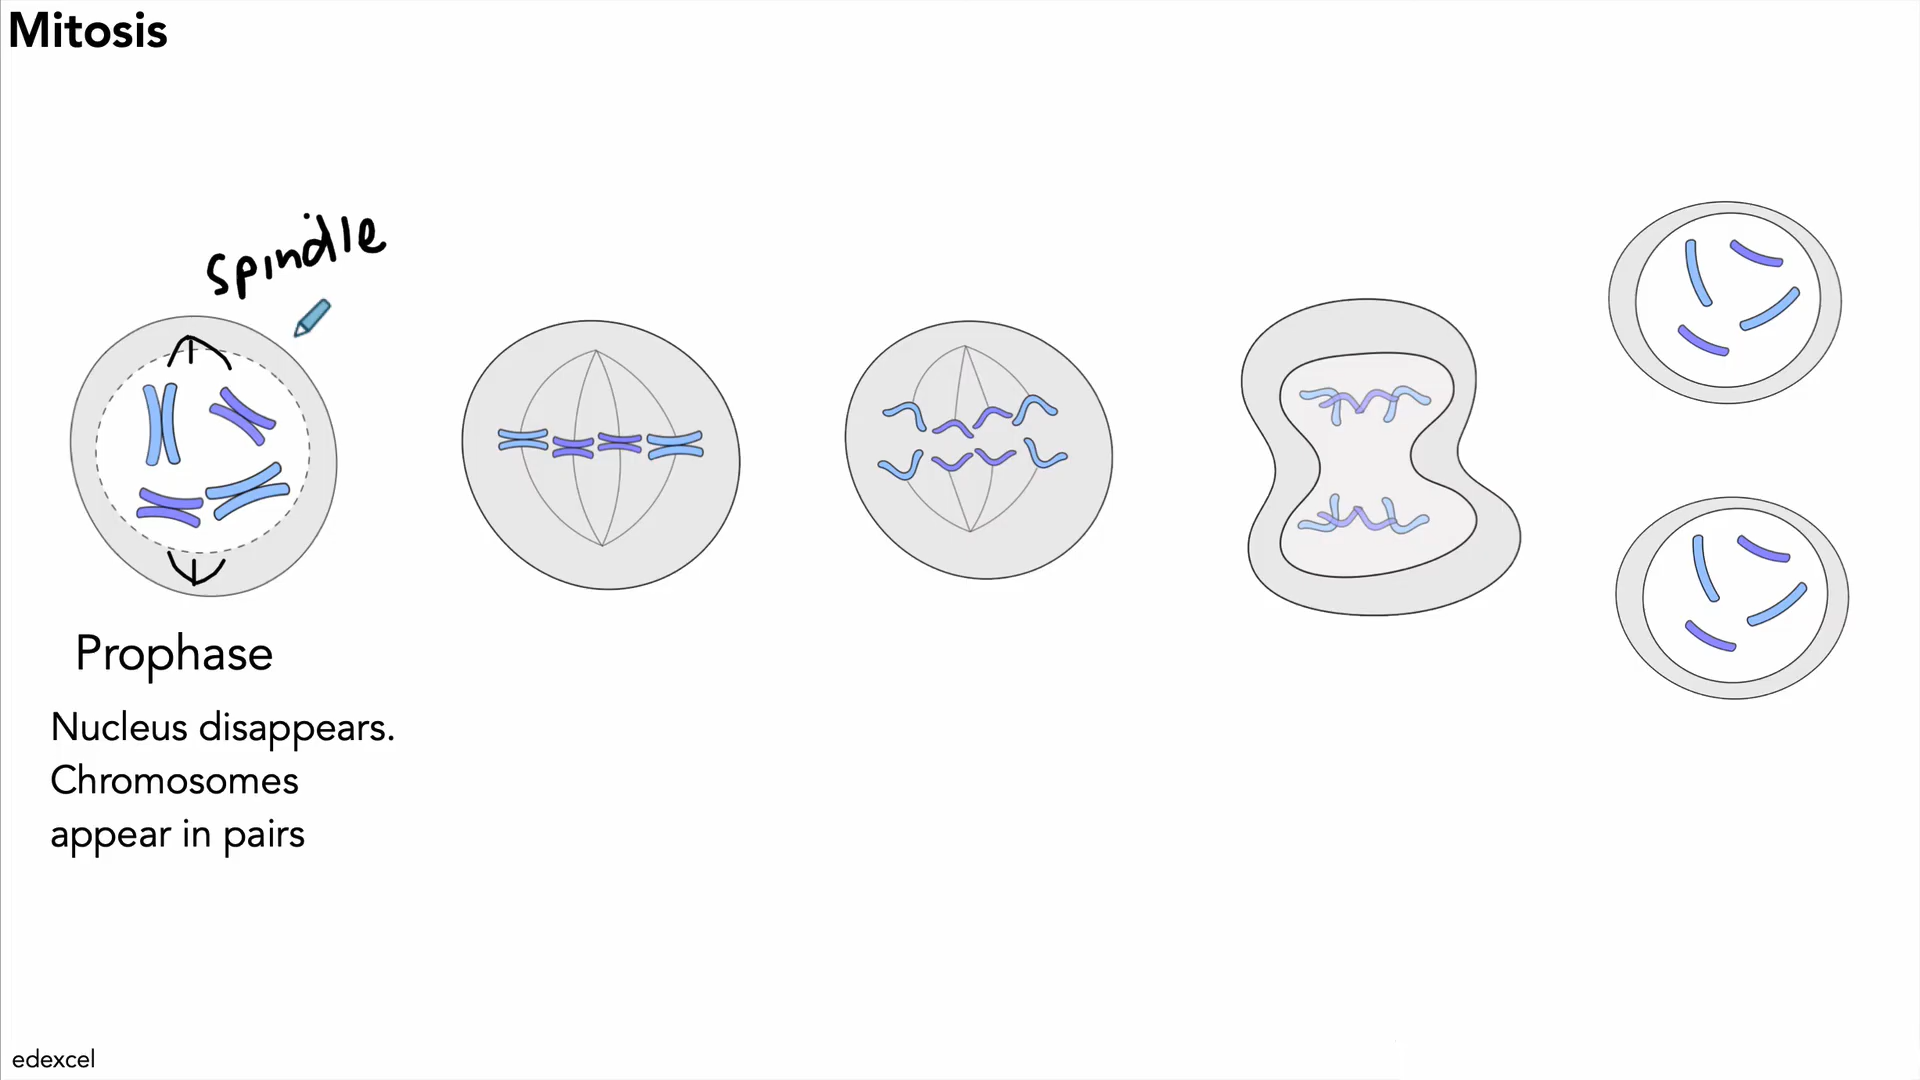 Mitosis
spindle
Prophase
Nucleus disappears.
Chromosomes
appear in pairs
edexcel